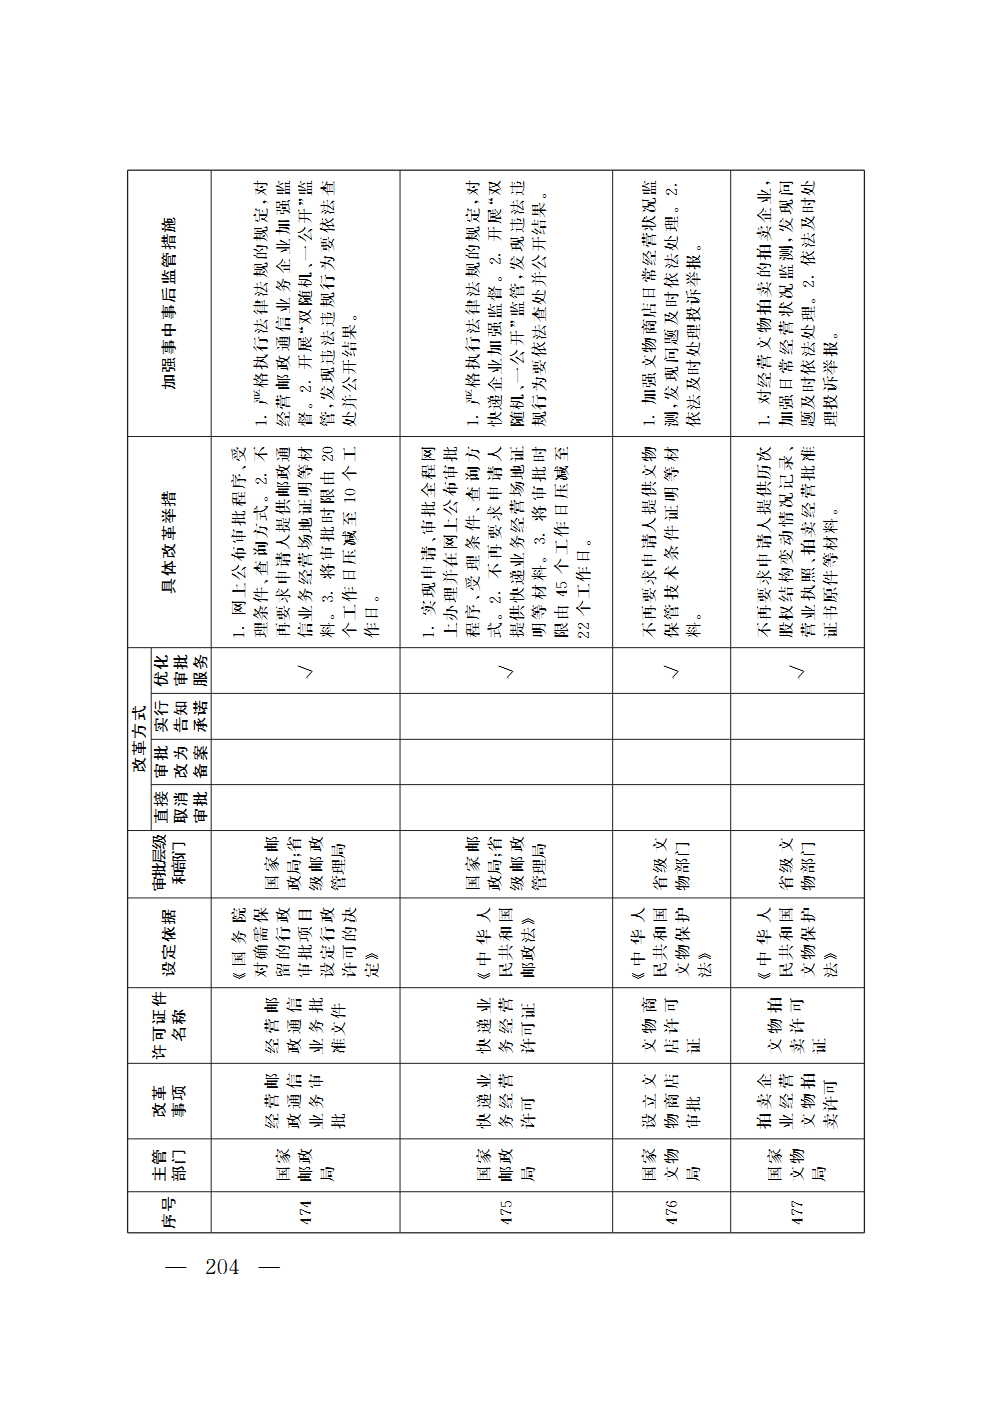 序号
主管
部门
改革
事项
许可证件
名称
设定依据
审批层级
和部门
改革方式
直接
取消
审批
审批
改为
备案
实行
告知
承诺
优化
审批
服务
具体改革举措
加强事中事后监管措施
474
国家
邮政
局
经营邮
政通信
业务审
批
经营邮
政通信
业务批
准文件
《国务院
对确需保
留的行政
审批项目
设定行政
许可的决
定》
国家邮
政局;省
级邮政
管理局
√
1. 网上公布审批程序、受
理条件、查询方式。2. 不
再要求申请人提供邮政通
信业务经营场地证明等材
料。3. 将审批时限由 20
个工作日压减至 10 个工
作日。
1. 严格执行法律法规的规定,对
经营邮政通信业务企业加强监
督。2. 开展“双随机、一公开”监
管,发现违法违规行为要依法查
处并公开结果。
475
国家
邮政
局
快递业
务经营
许可
快递业
务经营
许可证
《中华人
民共和国
邮政法》
国家邮
政局;省
级邮政
管理局
√
1. 实现申请、审批全程网
上办理并在网上公布审批
程序、受理条件、查询方
式。2. 不再要求申请人
提供快递业务经营场地证
明等材料。3. 将审批时
限由 45 个工作日压减至
22 个工作日。
1. 严格执行法律法规的规定,对
快递企业加强监督。2. 开展“双
随机、一公开”监管,发现违法违
规行为要依法查处并公开结果。
476
国家
文物
局
设立文
物商店
审批
文物商
店许可
证
《中华人
民共和国
文物保护
法》
省级文
物部门
√
不再要求申请人提供文物
保管技术条件证明等材
料。
1. 加强文物商店日常经营状况监
测,发现问题及时依法处理。2.
依法及时处理投诉举报。
477
国家
文物
局
拍卖企
业经营
文物拍
卖许可
文物拍
卖许可
证
《中华人
民共和国
文物保护
法》
省级文
物部门
√
不再要求申请人提供历次
股权结构变动情况记录、
营业执照、拍卖经营批准
证书原件等材料。
1. 对经营文物拍卖的拍卖企业,
加强日常经营状况监测,发现问
题及时依法处理。2. 依法及时处
理投诉举报。
— 204 —